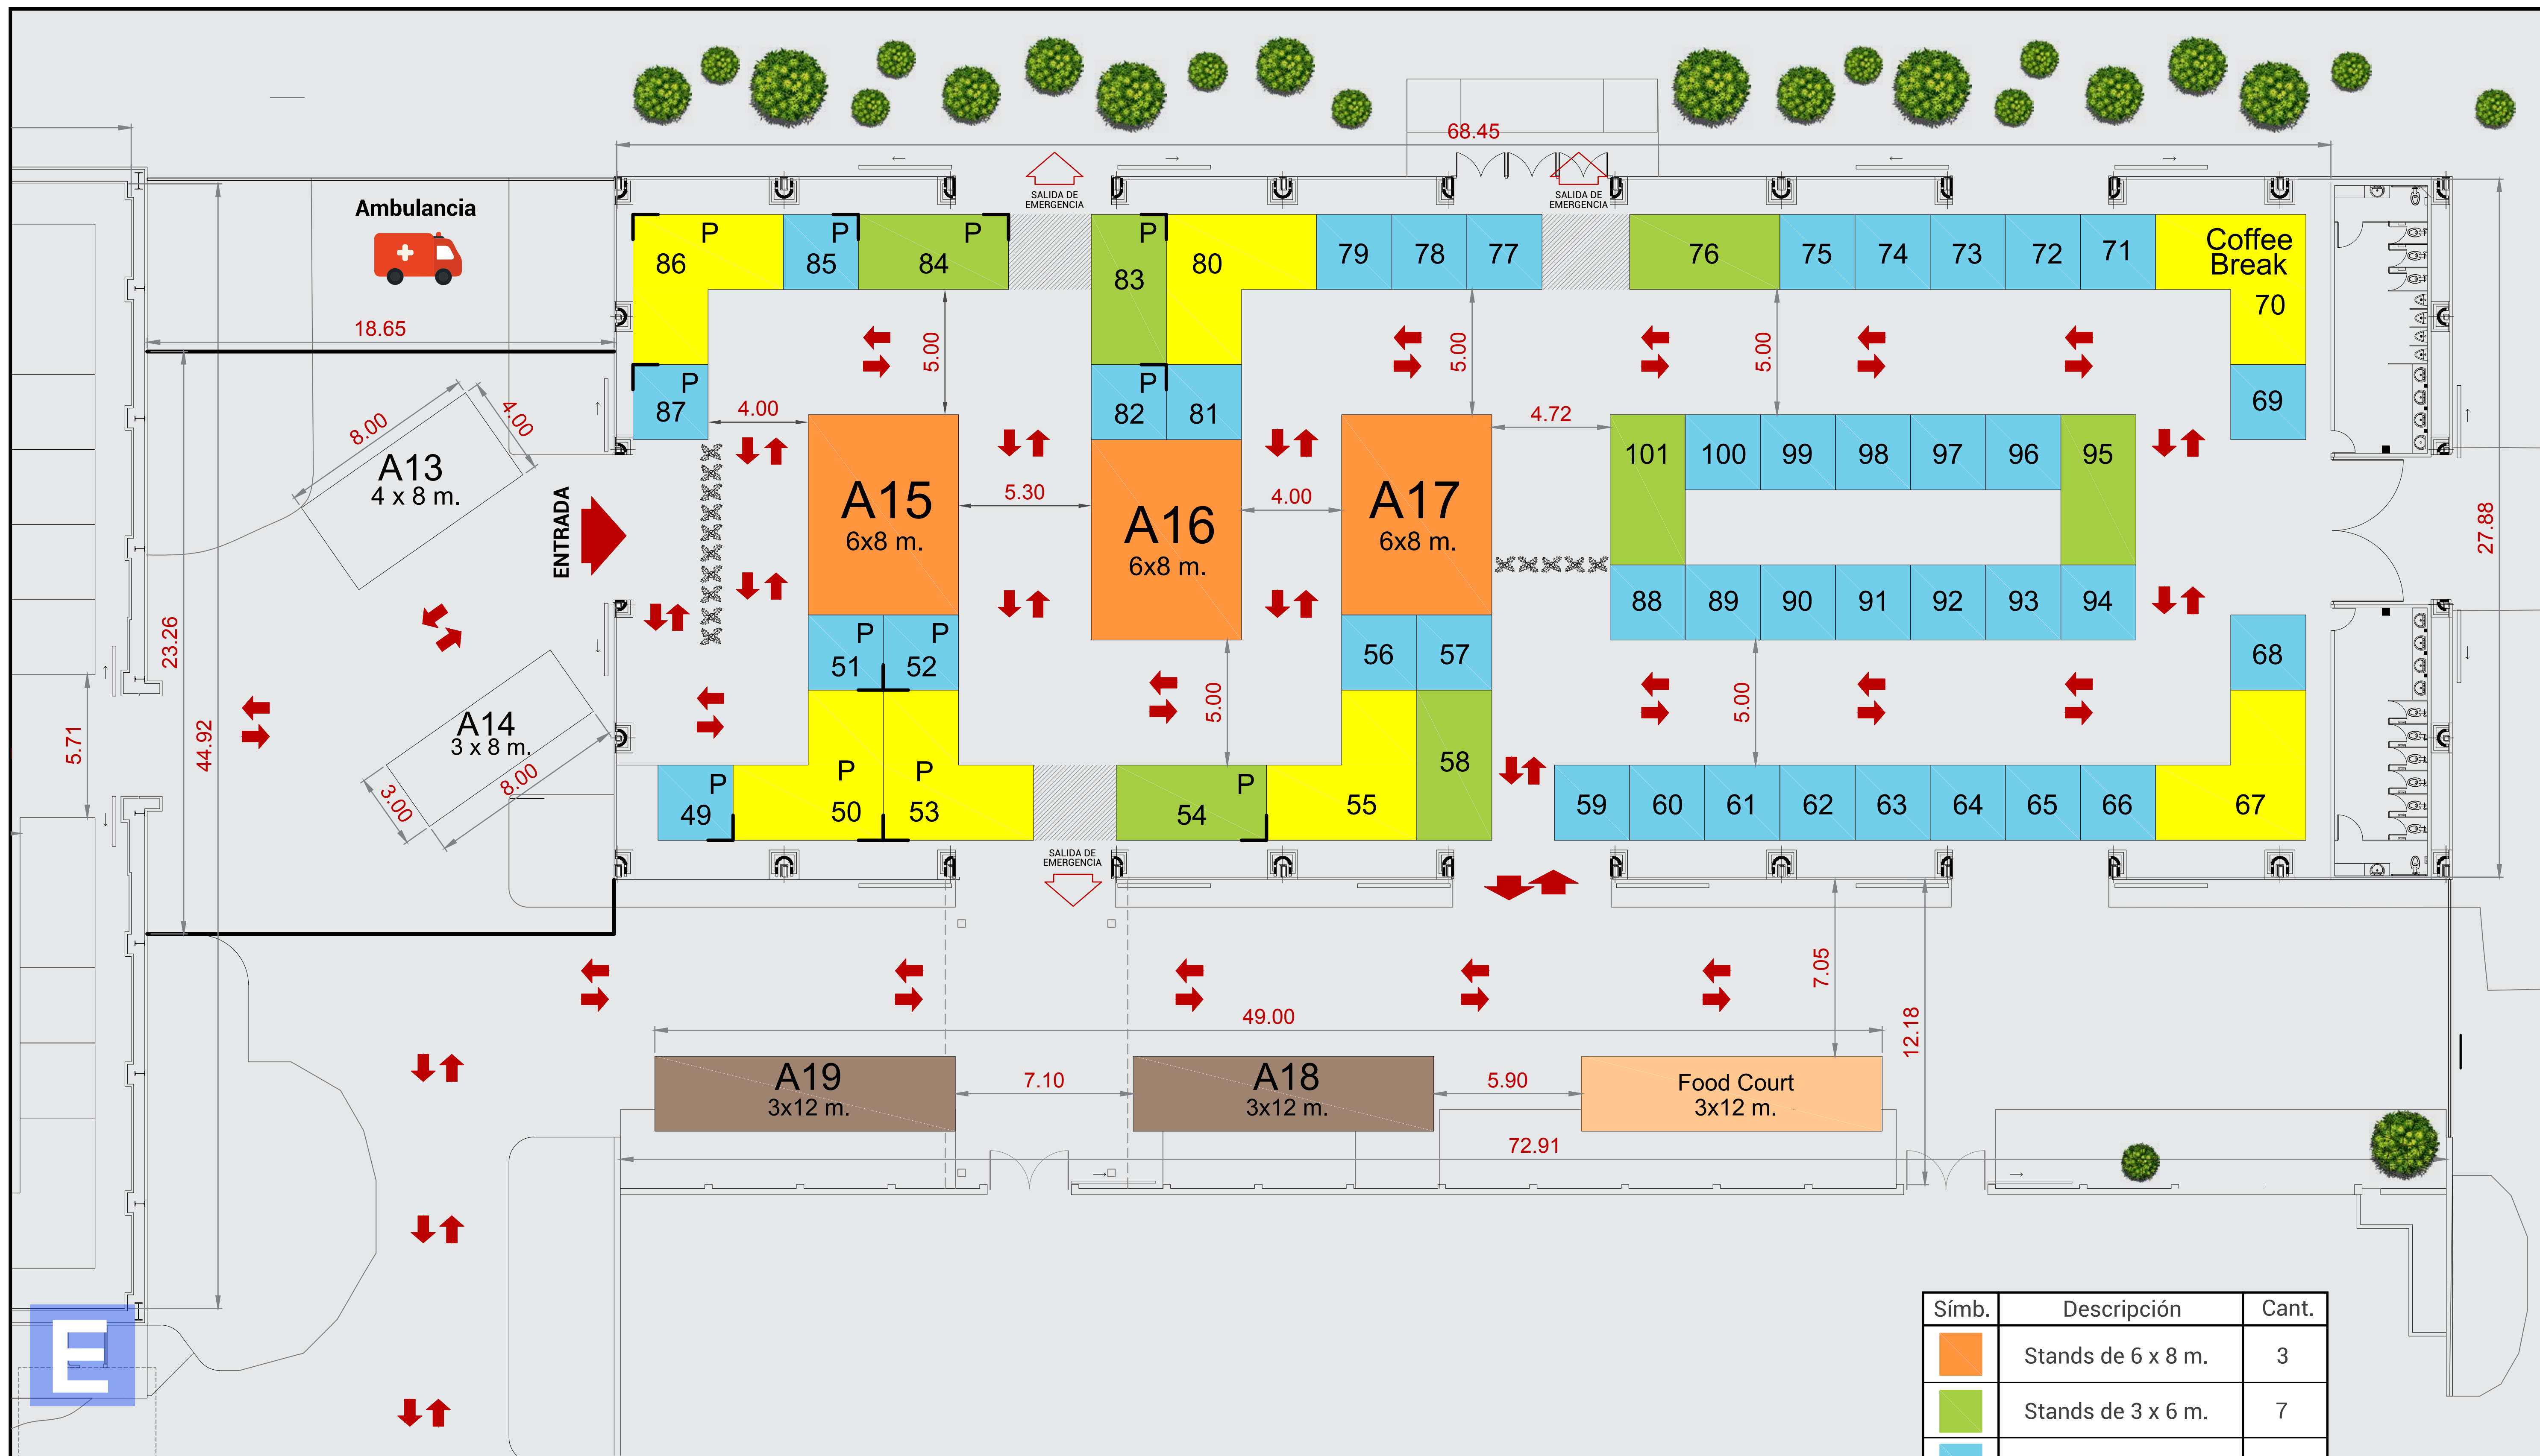 68.45
SALIDA DE
EMERGENCIA
SALIDA DE
EMERGENCIA
Ambulancia
18.65
P
86
P
85
P
84
P
83
80
79
78
77
76
75
74
73
72
71
Coffee
Break
70
5.00
5.00
5.00
P
87
4.00
P
82
81
4.72
69
8.00
4.00
A13
4 x 8 m.
ENTRADA
A15
6x8 m.
5.30
A16
6x8 m.
4.00
A17
6x8 m.
101
100
99
98
97
96
95
27.88
88
89
90
91
92
93
94
23.26
44.92
5.71
P
51
P
52
56
57
68
5.00
5.00
A14
3 x 8 m.
3.00
8.00
P
49
P
50
P
53
P
54
55
58
59
60
61
62
63
64
65
66
67
SALIDA DE
EMERGENCIA
7.05
12.18
49.00
A19
3x12 m.
7.10
A18
3x12 m.
5.90
Food Court
3x12 m.
72.91
E
Símb. Descripción Cant.
Stands de 6 x 8 m. 3
Stands de 3 x 6 m. 7